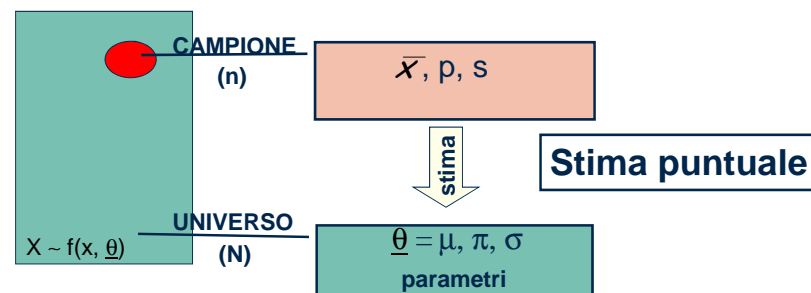 CAMPIONE
(n)
x̅, p, s
stima
Stima puntuale
UNIVERSO
(N)
X ~ f(x, θ)
θ = μ, π, σ
parametri